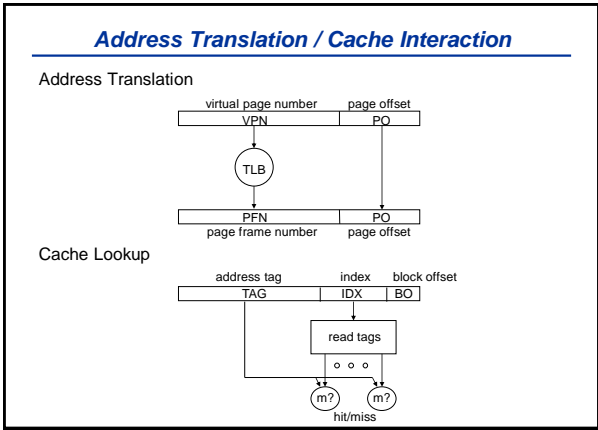 Address Translation / Cache Interaction
Address Translation
virtual page number page offset
VPN PO
TLB
PFN PO
page frame number page offset
Cache Lookup
address tag index block offset
TAG IDX BO
read tags
m? m?
hit/miss